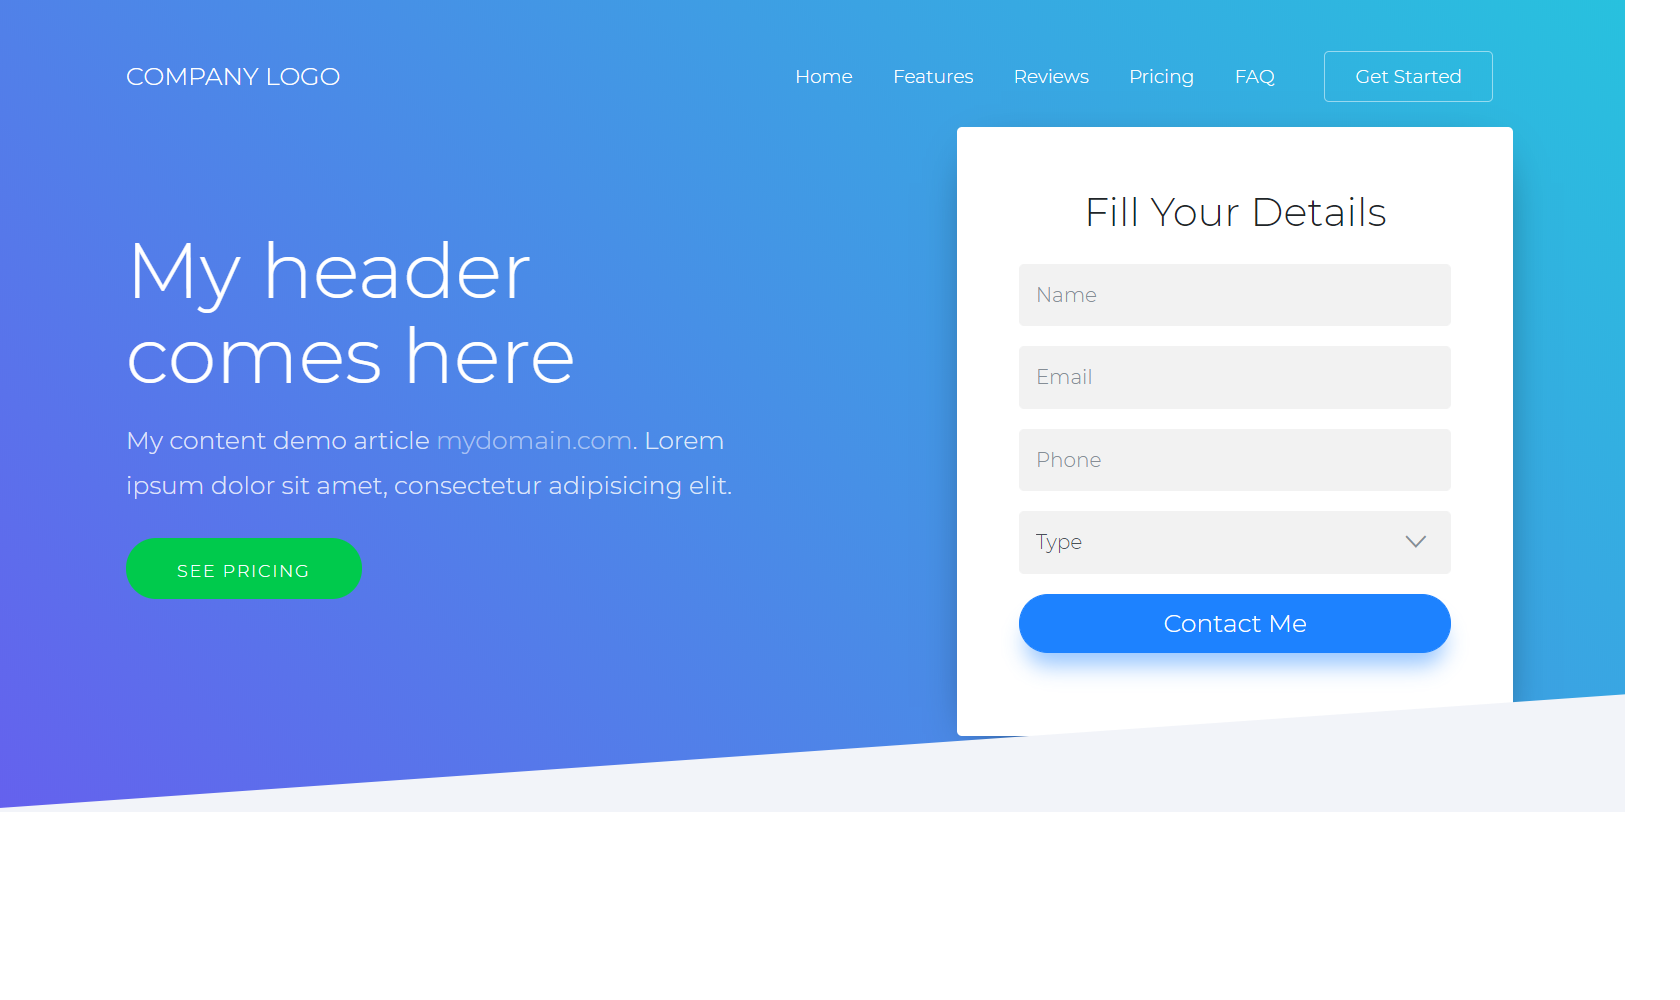 COMPANY LOGO
Home Features Reviews Pricing FAQ Get Started
My header
comes here
My content demo article mydomain.com. Lorem
ipsum dolor sit amet, consectetur adipisicing elit.
SEE PRICING
Fill Your Details
Name
Email
Phone
Type
Contact Me